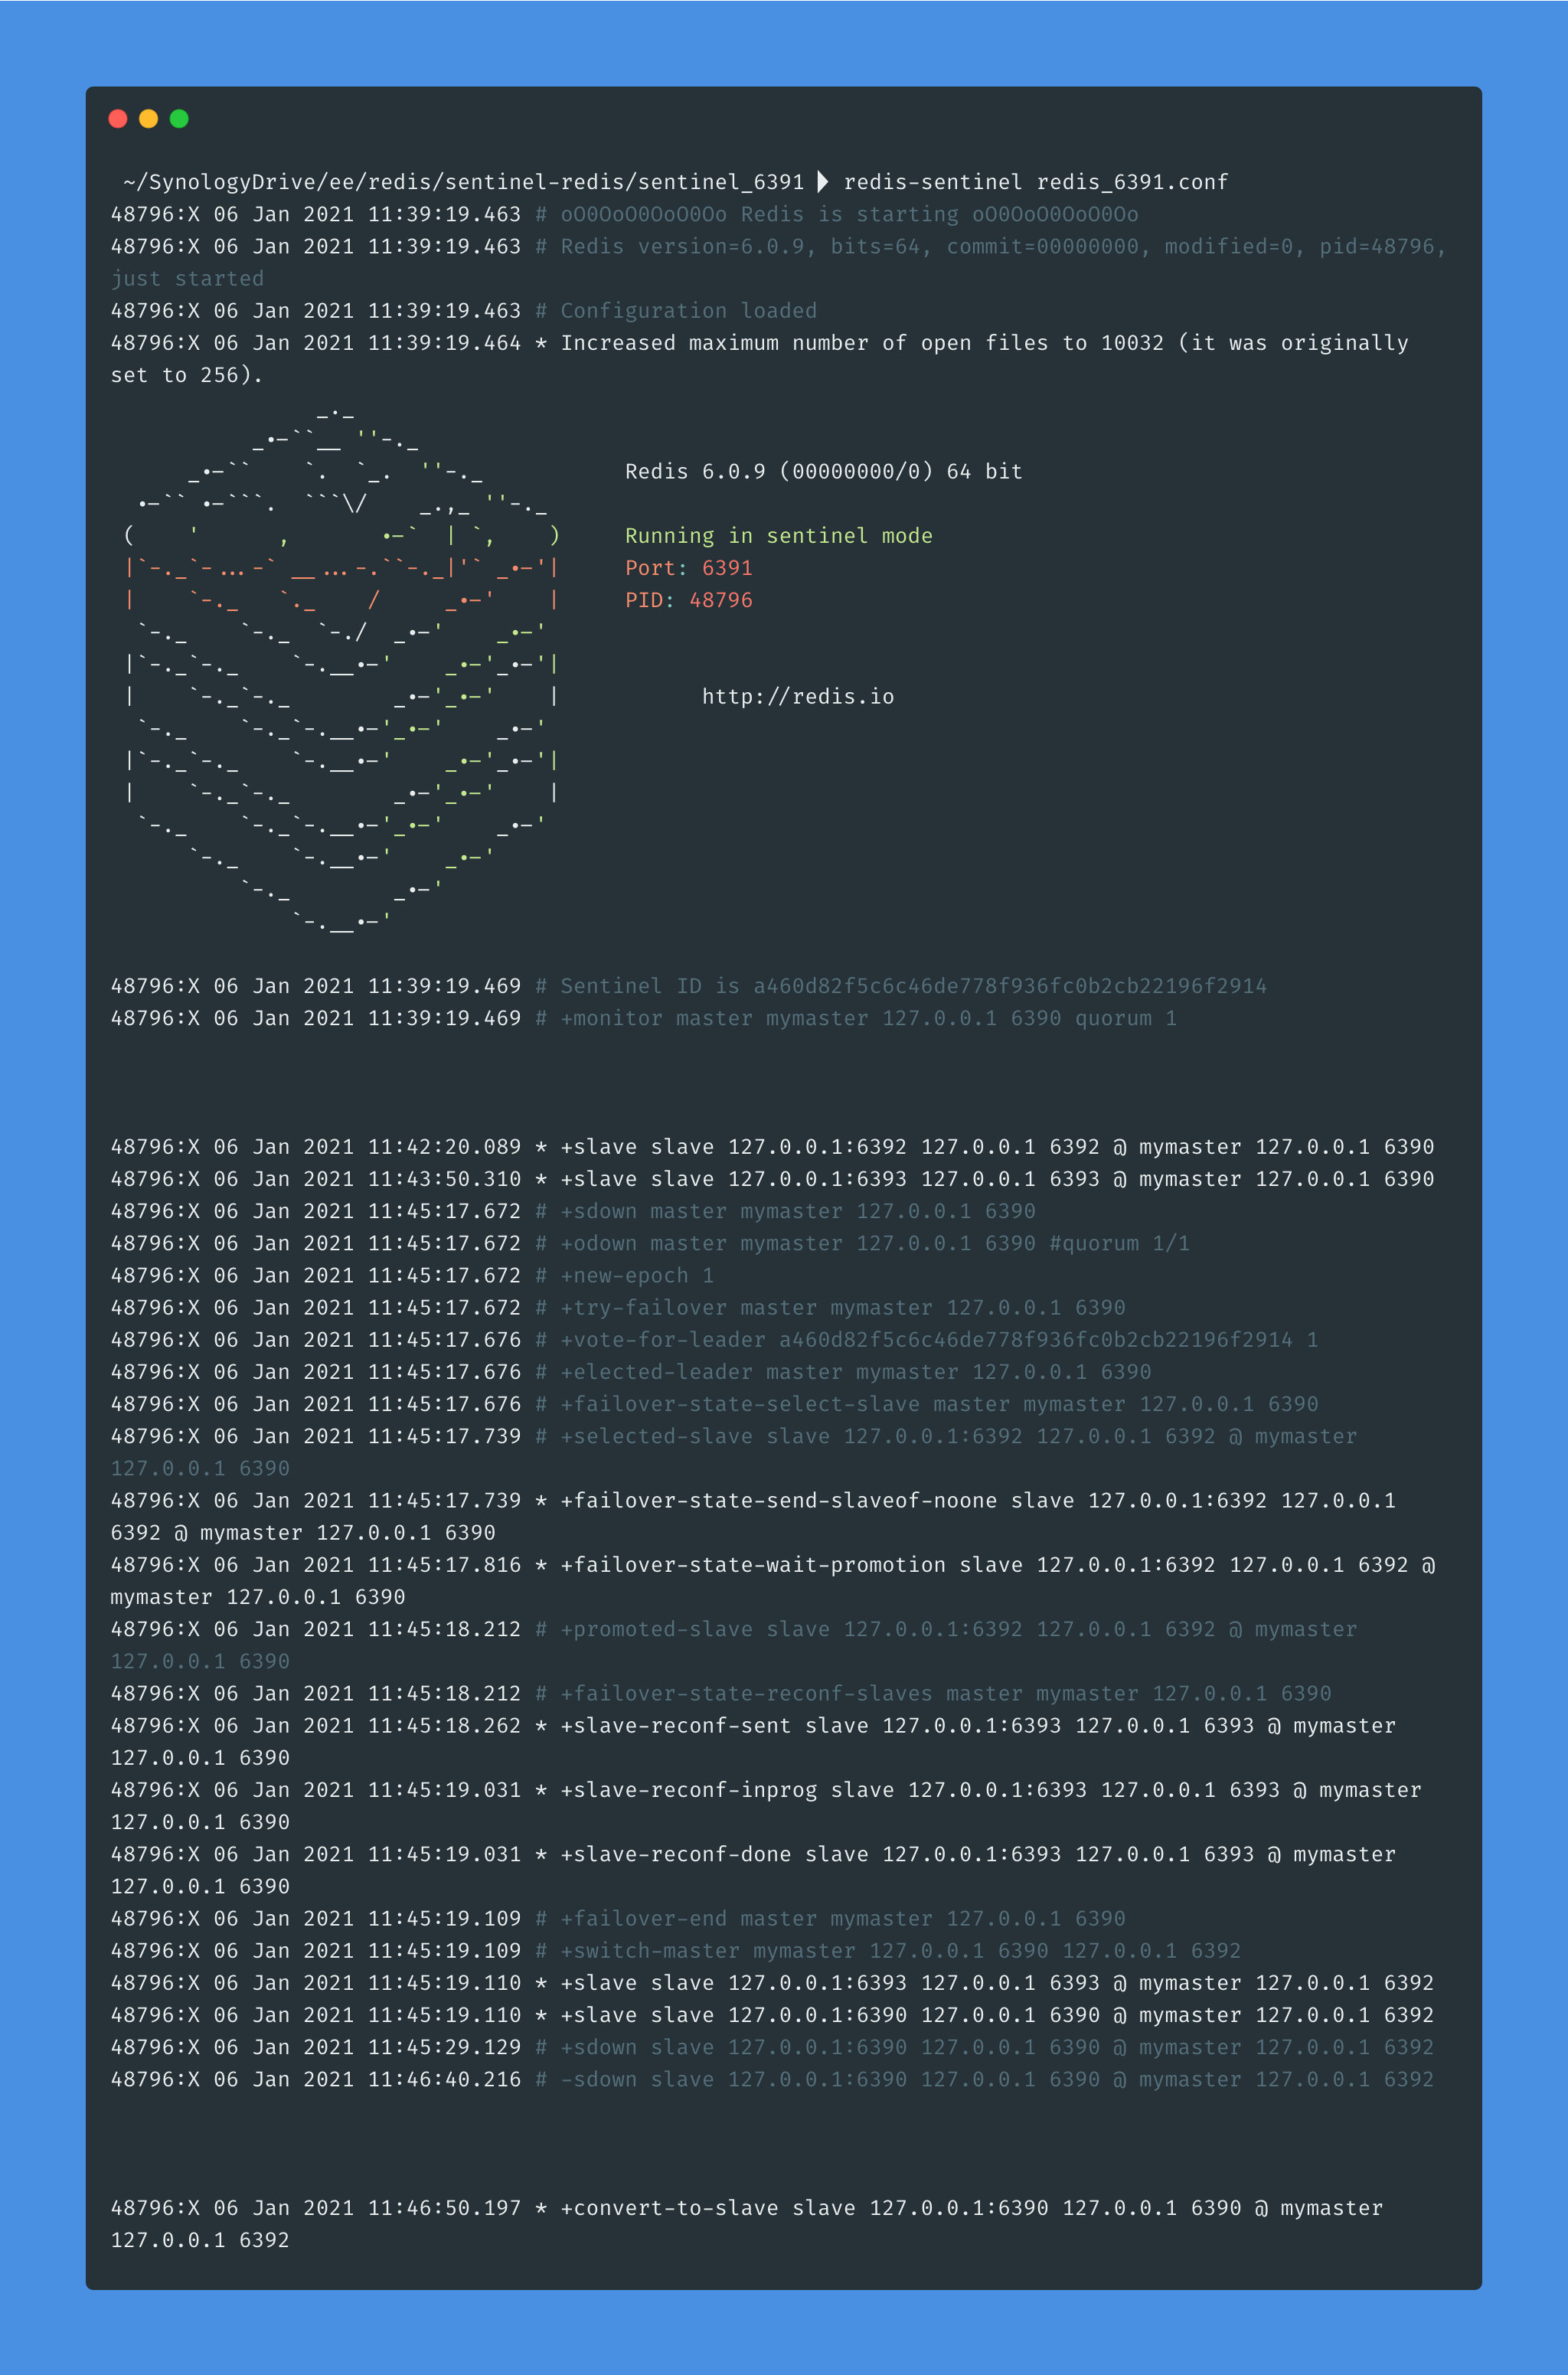 ~/SynologyDrive/ee/redis/sentinel-redis/sentinel_6391 redis-sentinel redis_6391.conf
48796:X 06 Jan 2021 11:39:19.463 # oO0OoO0OoO0Oo Redis is starting oO0OoO0OoO0Oo
48796:X 06 Jan 2021 11:39:19.463 # Redis version=6.0.9, bits=64, commit=00000000, modified=0, pid=48796,
just started
48796:X 06 Jan 2021 11:39:19.463 # Configuration loaded
48796:X 06 Jan 2021 11:39:19.464 * Increased maximum number of open files to 10032 (it was originally
set to 256).
Redis 6.0.9 (00000000/0) 64 bit
Running in sentinel mode
Port: 6391
PID: 48796
http://redis.io
48796:X 06 Jan 2021 11:39:19.469 # Sentinel ID is a460d82f5c6c46de778f936fc0b2cb22196f2914
48796:X 06 Jan 2021 11:39:19.469 # +monitor master mymaster 127.0.0.1 6390 quorum 1
48796:X 06 Jan 2021 11:42:20.089 * +slave slave 127.0.0.1:6392 127.0.0.1 6392 @ mymaster 127.0.0.1 6390
48796:X 06 Jan 2021 11:43:50.310 * +slave slave 127.0.0.1:6393 127.0.0.1 6393 @ mymaster 127.0.0.1 6390
48796:X 06 Jan 2021 11:45:17.672 # +sdown master mymaster 127.0.0.1 6390
48796:X 06 Jan 2021 11:45:17.672 # +odown master mymaster 127.0.0.1 6390 #quorum 1/1
48796:X 06 Jan 2021 11:45:17.672 # +new-epoch 1
48796:X 06 Jan 2021 11:45:17.672 # +try-failover master mymaster 127.0.0.1 6390
48796:X 06 Jan 2021 11:45:17.676 # +vote-for-leader a460d82f5c6c46de778f936fc0b2cb22196f2914 1
48796:X 06 Jan 2021 11:45:17.676 # +elected-leader master mymaster 127.0.0.1 6390
48796:X 06 Jan 2021 11:45:17.676 # +failover-state-select-slave master mymaster 127.0.0.1 6390
48796:X 06 Jan 2021 11:45:17.739 # +selected-slave slave 127.0.0.1:6392 127.0.0.1 6392 @ mymaster
127.0.0.1 6390
48796:X 06 Jan 2021 11:45:17.739 * +failover-state-send-slaveof-noone slave 127.0.0.1:6392 127.0.0.1
6392 @ mymaster 127.0.0.1 6390
48796:X 06 Jan 2021 11:45:17.816 * +failover-state-wait-promotion slave 127.0.0.1:6392 127.0.0.1 6392 @
mymaster 127.0.0.1 6390
48796:X 06 Jan 2021 11:45:18.212 # +promoted-slave slave 127.0.0.1:6392 127.0.0.1 6392 @ mymaster
127.0.0.1 6390
48796:X 06 Jan 2021 11:45:18.212 # +failover-state-reconf-slaves master mymaster 127.0.0.1 6390
48796:X 06 Jan 2021 11:45:18.262 * +slave-reconf-sent slave 127.0.0.1:6393 127.0.0.1 6393 @ mymaster
127.0.0.1 6390
48796:X 06 Jan 2021 11:45:19.031 * +slave-reconf-inprog slave 127.0.0.1:6393 127.0.0.1 6393 @ mymaster
127.0.0.1 6390
48796:X 06 Jan 2021 11:45:19.031 * +slave-reconf-done slave 127.0.0.1:6393 127.0.0.1 6393 @ mymaster
127.0.0.1 6390
48796:X 06 Jan 2021 11:45:19.109 # +failover-end master mymaster 127.0.0.1 6390
48796:X 06 Jan 2021 11:45:19.109 # +switch-master mymaster 127.0.0.1 6390 127.0.0.1 6392
48796:X 06 Jan 2021 11:45:19.110 * +slave slave 127.0.0.1:6393 127.0.0.1 6393 @ mymaster 127.0.0.1 6392
48796:X 06 Jan 2021 11:45:19.110 * +slave slave 127.0.0.1:6390 127.0.0.1 6390 @ mymaster 127.0.0.1 6392
48796:X 06 Jan 2021 11:45:29.129 # +sdown slave 127.0.0.1:6390 127.0.0.1 6390 @ mymaster 127.0.0.1 6392
48796:X 06 Jan 2021 11:46:40.216 # -sdown slave 127.0.0.1:6390 127.0.0.1 6390 @ mymaster 127.0.0.1 6392
48796:X 06 Jan 2021 11:46:50.197 * +convert-to-slave slave 127.0.0.1:6390 127.0.0.1 6390 @ mymaster
127.0.0.1 6392